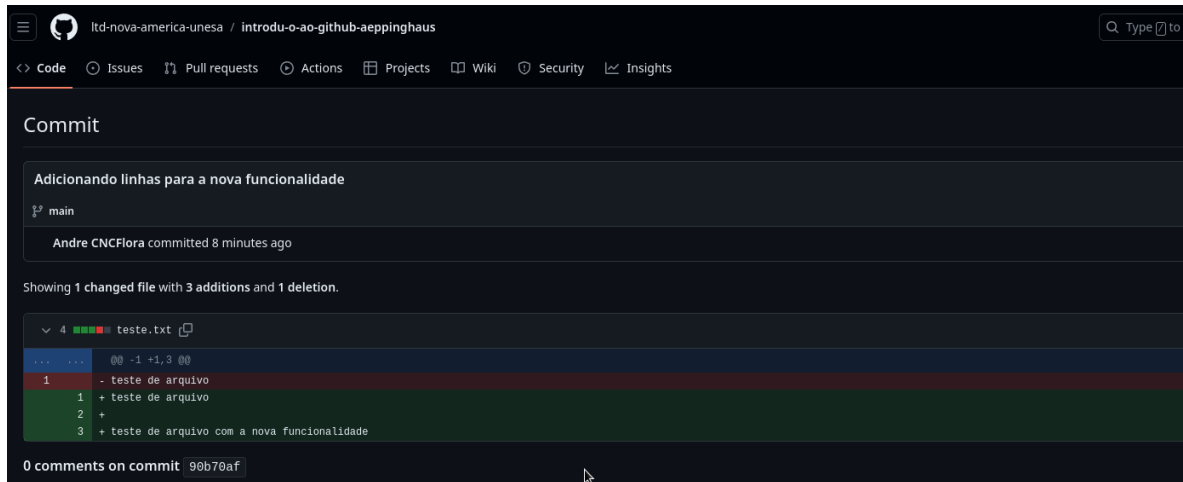 ltd-nova-america-unesa / introdu-o-ao-github-aeppinghaus
Type / to
<> Code Issues Pull requests Actions Projects Wiki Security Insights
Commit
Adicionando linhas para a nova funcionalidade
main
Andre CNCFlora committed 8 minutes ago
Showing 1 changed file with 3 additions and 1 deletion.
4 teste.txt
... ... @@ -1 +1,3 @@
1 - teste de arquivo
1 + teste de arquivo
2 +
3 + teste de arquivo com a nova funcionalidade
0 comments on commit 90b70af